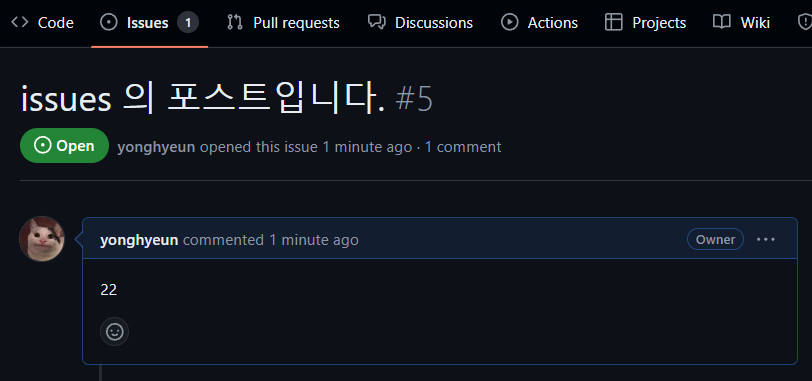 Code Issues 1 Pull requests Discussions Actions Projects Wiki
issues 의 포스트입니다. #5
Open yonghyeun opened this issue 1 minute ago · 1 comment
yonghyeun commented 1 minute ago Owner
22